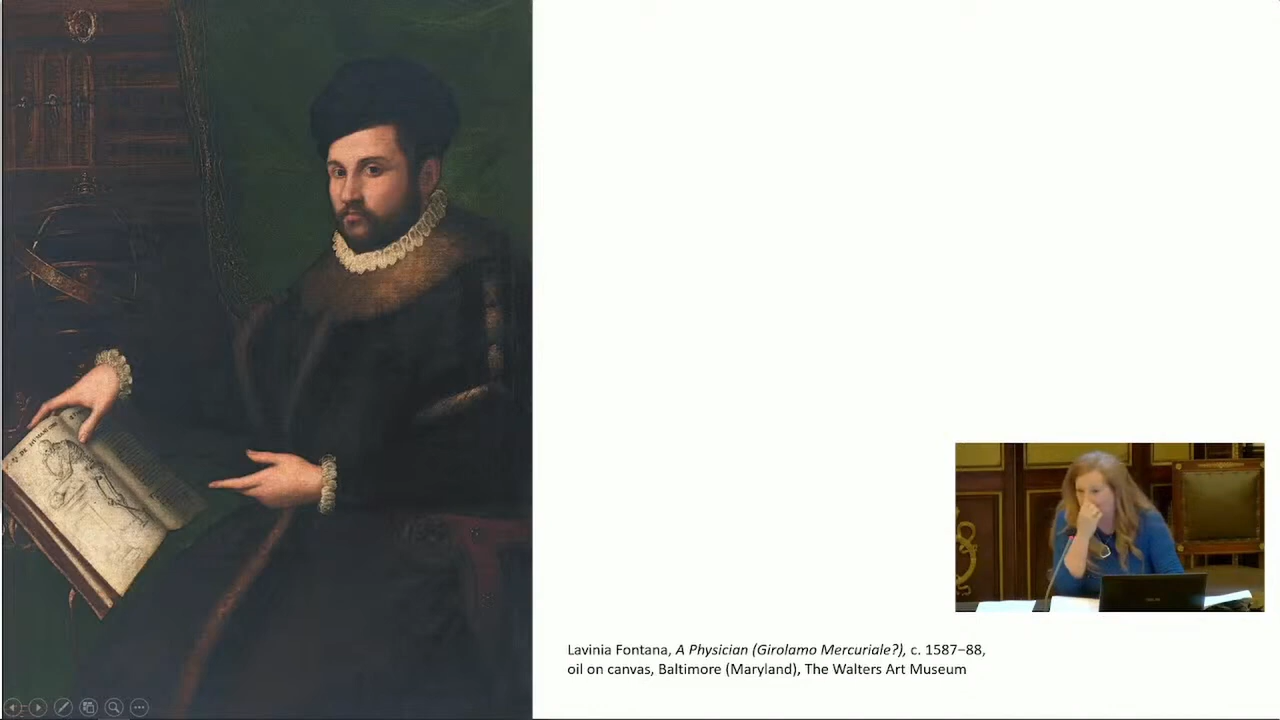 Lavinia Fontana, A Physician (Girolamo Mercuriale?), c. 1587–88,
oil on canvas, Baltimore (Maryland), The Walters Art Museum